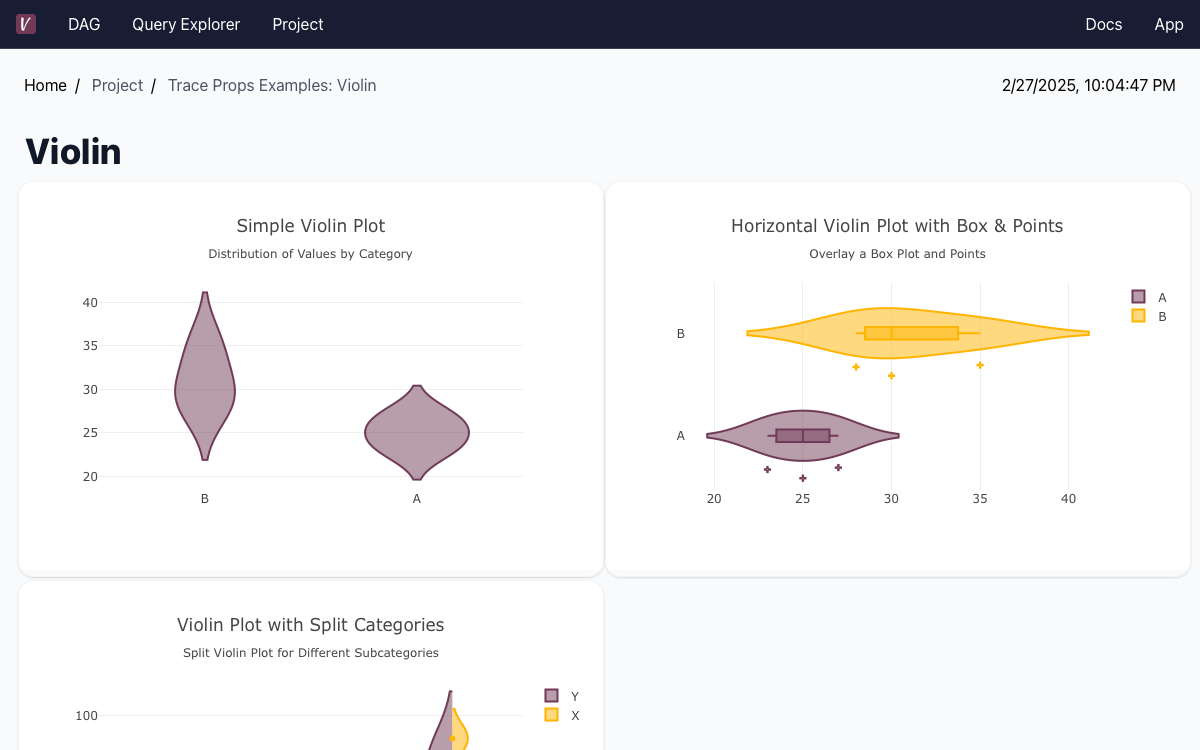 V DAG Query Explorer Project Docs App
Home / Project / Trace Props Examples: Violin 2/27/2025, 10:04:47 PM
Violin
Simple Violin Plot
Distribution of Values by Category
40
35
30
25
20
B A
Horizontal Violin Plot with Box & Points
Overlay a Box Plot and Points
A
B
B
A
20 25 30 35 40
Violin Plot with Split Categories
Split Violin Plot for Different Subcategories
Y
X
100